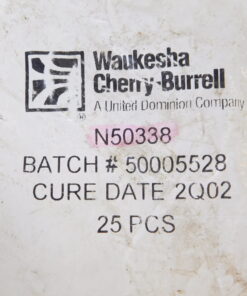 Waukesha
Cherry-Burrell
A United Dominion Company
®
N50338
BATCH # 50005528
CURE DATE 2Q02
25 PCS